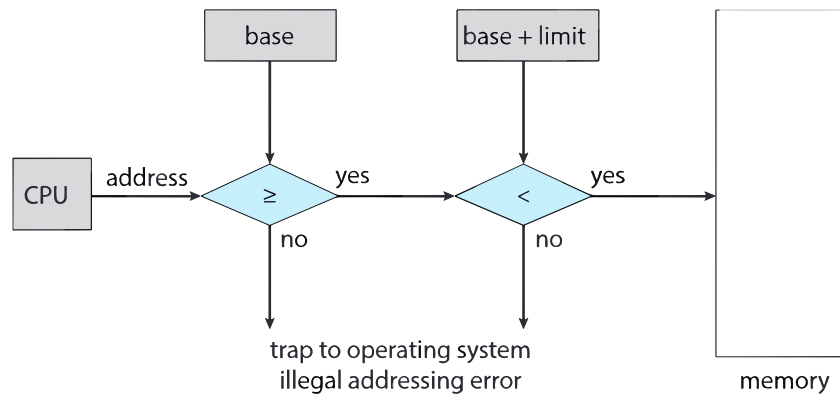 base
base + limit
CPU
address
≥
yes
<
yes
no
no
trap to operating system
illegal addressing error
memory